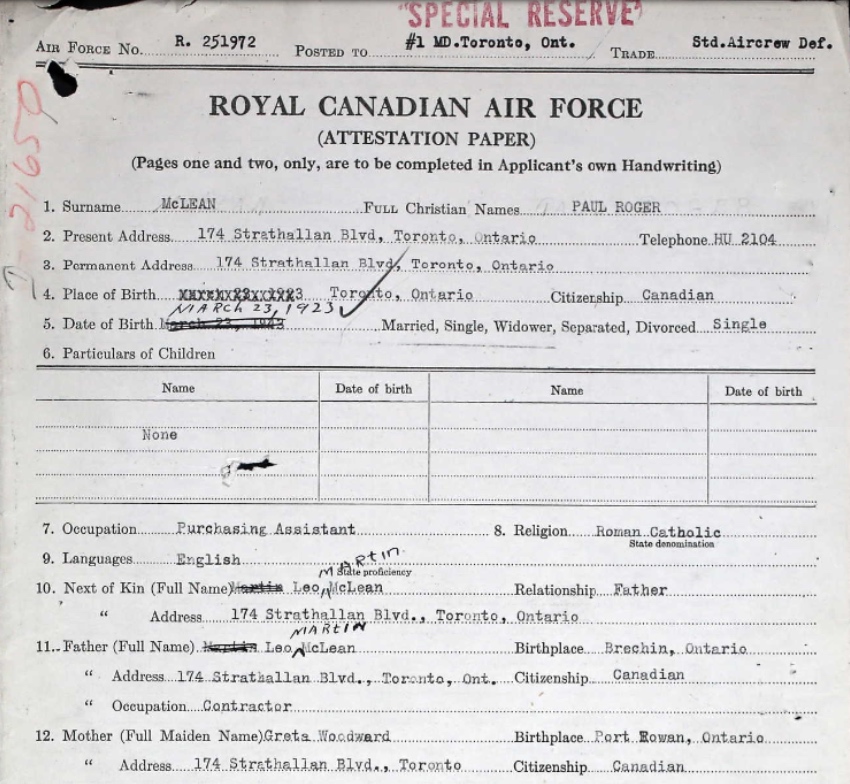 "SPECIAL RESERVE"
AIR FORCE No. R. 251972 POSTED TO #1 MD.Toronto, Ont. TRADE Std.Aircrew Def.
21650
ROYAL CANADIAN AIR FORCE
(ATTESTATION PAPER)
(Pages one and two, only, are to be completed in Applicant's own Handwriting)
1. Surname McLEAN FULL Christian Names PAUL ROGER
2. Present Address 174 Strathallan Blvd, Toronto, Ontario Telephone HU 2104
3. Permanent Address 174 Strathallan Blvd, Toronto, Ontario
4. Place of Birth Toronto, Ontario Citizenship Canadian
MARCH 23, 1923
5. Date of Birth March 23, 1923 Married, Single, Widower, Separated, Divorced Single
6. Particulars of Children
Name Date of birth Name Date of birth
None
7. Occupation Purchasing Assistant 8. Religion Roman Catholic
State denomination
9. Languages English
MARTIN State proficiency
10. Next of Kin (Full Name) Martin Leo McLean Relationship Father
" Address 174 Strathallan Blvd., Toronto, Ontario
MARTIN
11. Father (Full Name) Martin Leo McLean Birthplace Brechin, Ontario
" Address 174 Strathallan Blvd., Toronto, Ont. Citizenship Canadian
" Occupation Contractor
12. Mother (Full Maiden Name) Greta Woodward Birthplace Port Rowan, Ontario
" Address 174 Strathallan Blvd., Toronto Citizenship Canadian